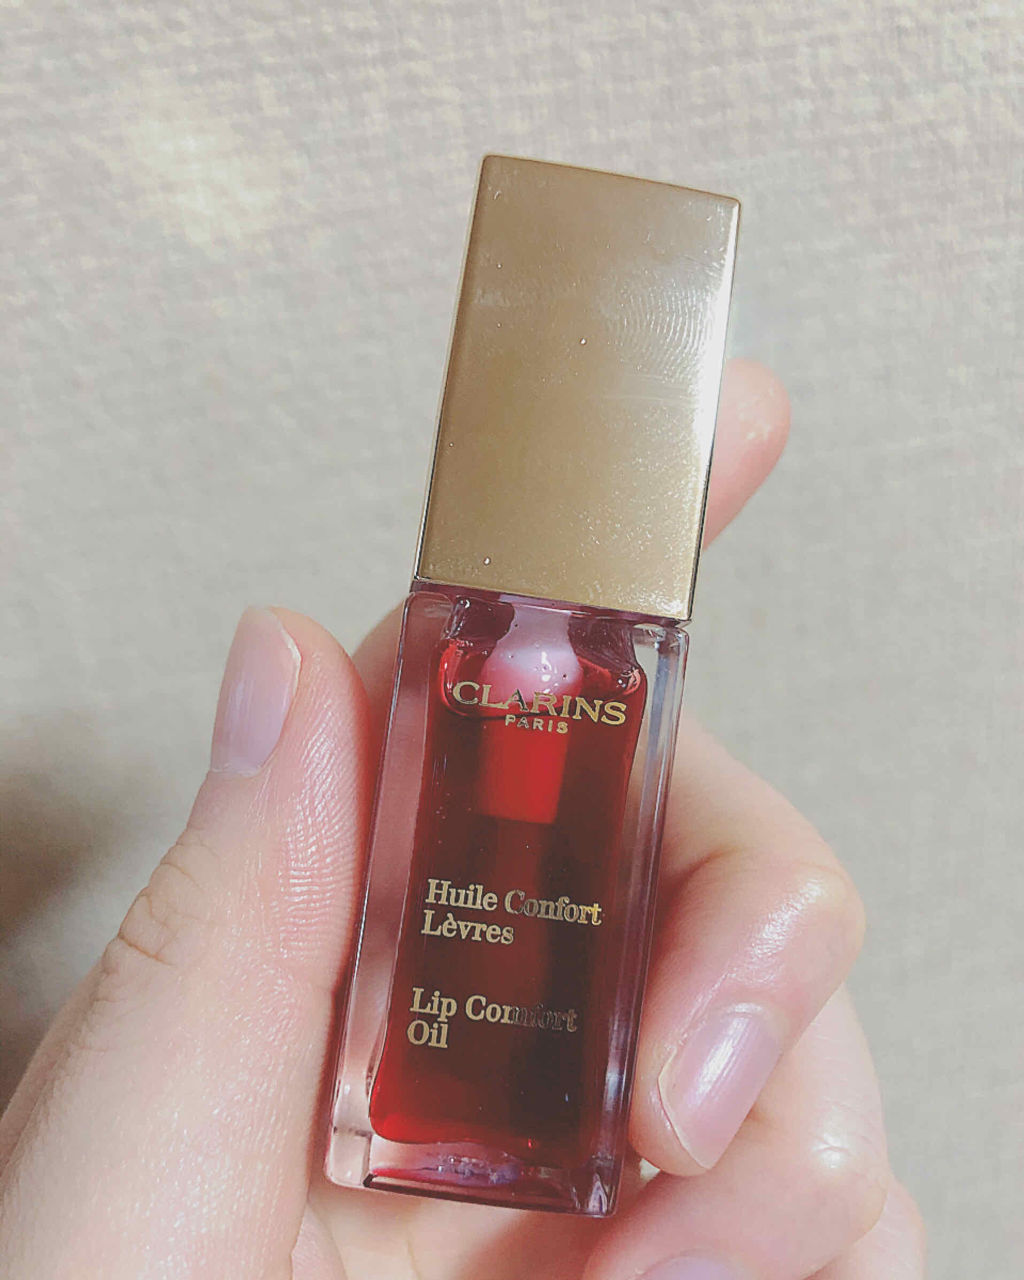 CLARINS
PARIS
Huile Confort
Lèvres
Lip Comfort
Oil